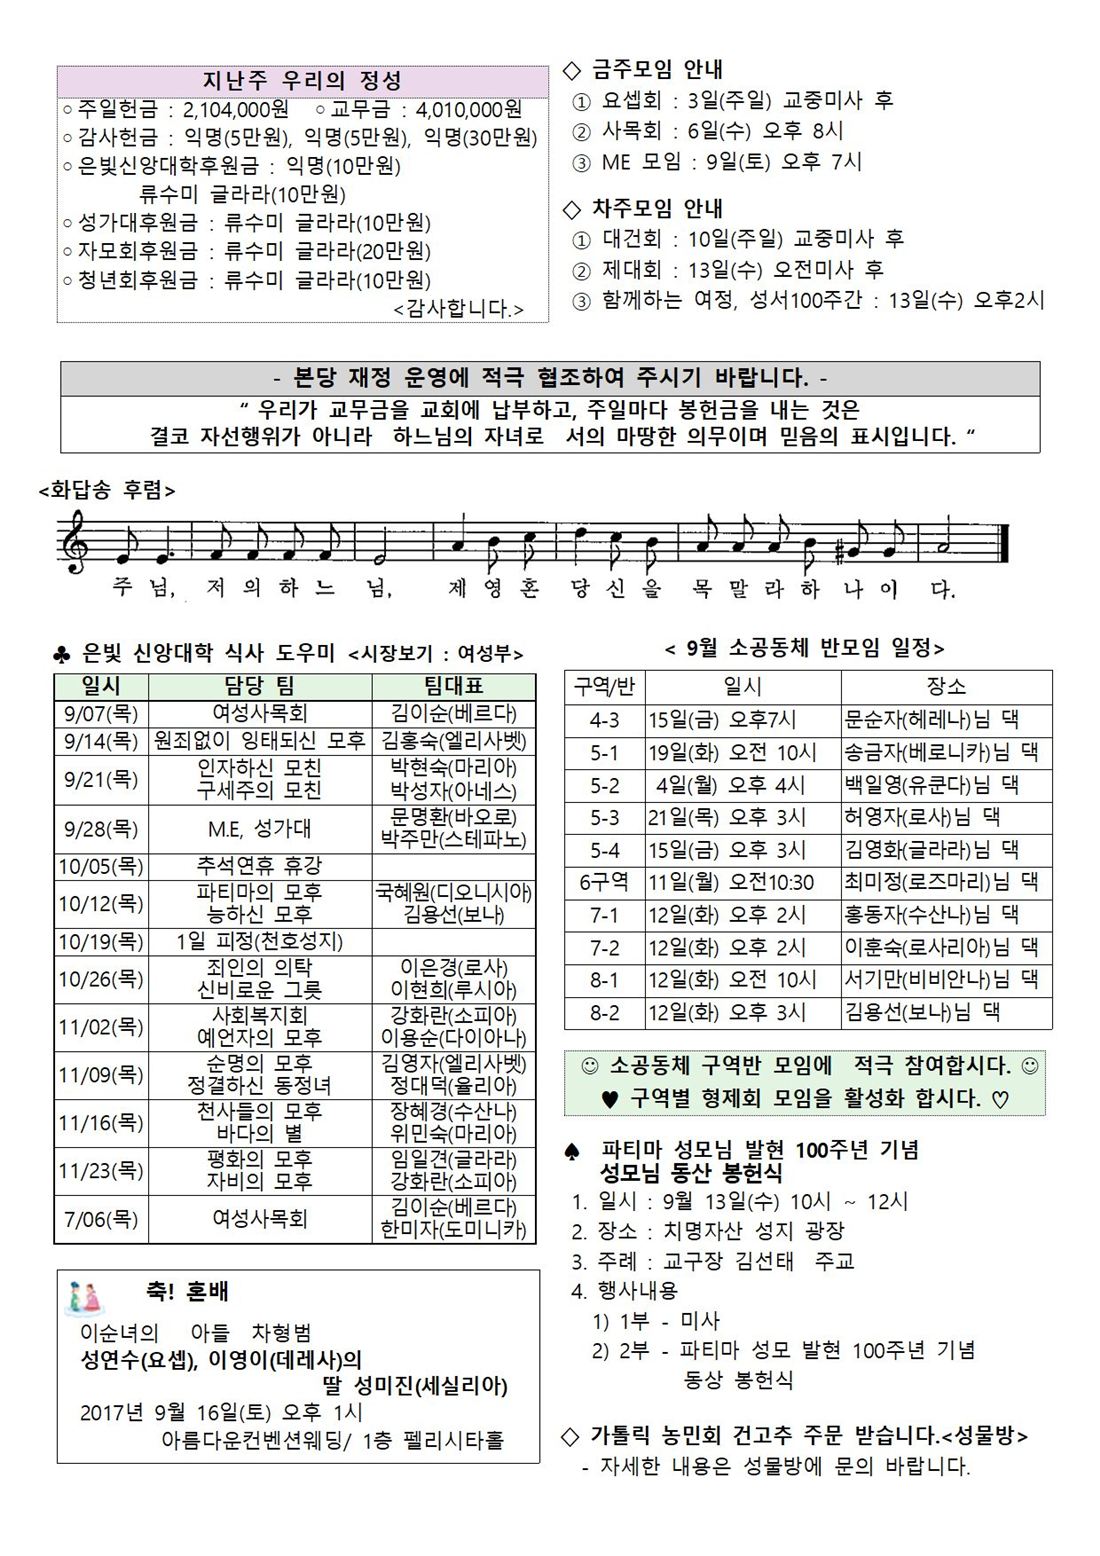 지난주 우리의 정성
○ 주일헌금 : 2,104,000원 ○ 교무금 : 4,010,000원
○ 감사헌금 : 익명(5만원), 익명(5만원), 익명(30만원)
○ 은빛신앙대학후원금 : 익명(10만원)
류수미 글라라(10만원)
○ 성가대후원금 : 류수미 글라라(10만원)
○ 자모회후원금 : 류수미 글라라(20만원)
○ 청년회후원금 : 류수미 글라라(10만원)
<감사합니다.>
◇ 금주모임 안내
① 요셉회 : 3일(주일) 교중미사 후
② 사목회 : 6일(수) 오후 8시
③ ME 모임 : 9일(토) 오후 7시
◇ 차주모임 안내
① 대건회 : 10일(주일) 교중미사 후
② 제대회 : 13일(수) 오전미사 후
③ 함께하는 여정, 성서100주간 : 13일(수) 오후2시
- 본당 재정 운영에 적극 협조하여 주시기 바랍니다. -
“ 우리가 교무금을 교회에 납부하고, 주일마다 봉헌금을 내는 것은
결코 자선행위가 아니라 하느님의 자녀로 서의 마땅한 의무이며 믿음의 표시입니다. “
<화답송 후렴>
주 님, 저 의 하 느 님, 제 영 혼 당 신 을 목 말 라 하 나 이 다.
♣ 은빛 신앙대학 식사 도우미 <시장보기 : 여성부>
일시 담당 팀 팀대표
9/07(목) 여성사목회 김이순(베르다)
9/14(목) 원죄없이 잉태되신 모후 김홍숙(엘리사벳)
9/21(목) 인자하신 모친 박현숙(마리아)
구세주의 모친 박성자(아네스)
9/28(목) M.E, 성가대 문명환(바오로)
박주만(스테파노)
10/05(목) 추석연휴 휴강
10/12(목) 파티마의 모후 국혜원(디오니시아)
능하신 모후 김용선(보나)
10/19(목) 1일 피정(천호성지)
10/26(목) 죄인의 의탁 이은경(로사)
신비로운 그릇 이현희(루시아)
11/02(목) 사회복지회 강화란(소피아)
예언자의 모후 이용순(다이아나)
11/09(목) 순명의 모후 김영자(엘리사벳)
정결하신 동정녀 정대덕(율리아)
11/16(목) 천사들의 모후 장혜경(수산나)
바다의 별 위민숙(마리아)
11/23(목) 평화의 모후 임일견(글라라)
자비의 모후 강화란(소피아)
7/06(목) 여성사목회 김이순(베르다)
한미자(도미니카)
축! 혼배
이순녀의 아들 차형범
성연수(요셉), 이영이(데레사)의
딸 성미진(세실리아)
2017년 9월 16일(토) 오후 1시
아름다운컨벤션웨딩/ 1층 펠리시타홀
< 9월 소공동체 반모임 일정>
구역/반 일시 장소
4-3 15일(금) 오후7시 문순자(헤레나)님 댁
5-1 19일(화) 오전 10시 송금자(베로니카)님 댁
5-2 4일(월) 오후 4시 백일영(유쿤다)님 댁
5-3 21일(목) 오후 3시 허영자(로사)님 댁
5-4 15일(금) 오후 3시 김영화(글라라)님 댁
6구역 11일(월) 오전10:30 최미정(로즈마리)님 댁
7-1 12일(화) 오후 2시 홍동자(수산나)님 댁
7-2 12일(화) 오후 2시 이훈숙(로사리아)님 댁
8-1 12일(화) 오전 10시 서기만(비비안나)님 댁
8-2 12일(화) 오후 3시 김용선(보나)님 댁
☺ 소공동체 구역반 모임에 적극 참여합시다. ☺
♥ 구역별 형제회 모임을 활성화 합시다. ♡
♠ 파티마 성모님 발현 100주년 기념
성모님 동산 봉헌식
1. 일시 : 9월 13일(수) 10시 ~ 12시
2. 장소 : 치명자산 성지 광장
3. 주례 : 교구장 김선태 주교
4. 행사내용
1) 1부 - 미사
2) 2부 - 파티마 성모 발현 100주년 기념
동상 봉헌식
◇ 가톨릭 농민회 건고추 주문 받습니다.<성물방>
- 자세한 내용은 성물방에 문의 바랍니다.